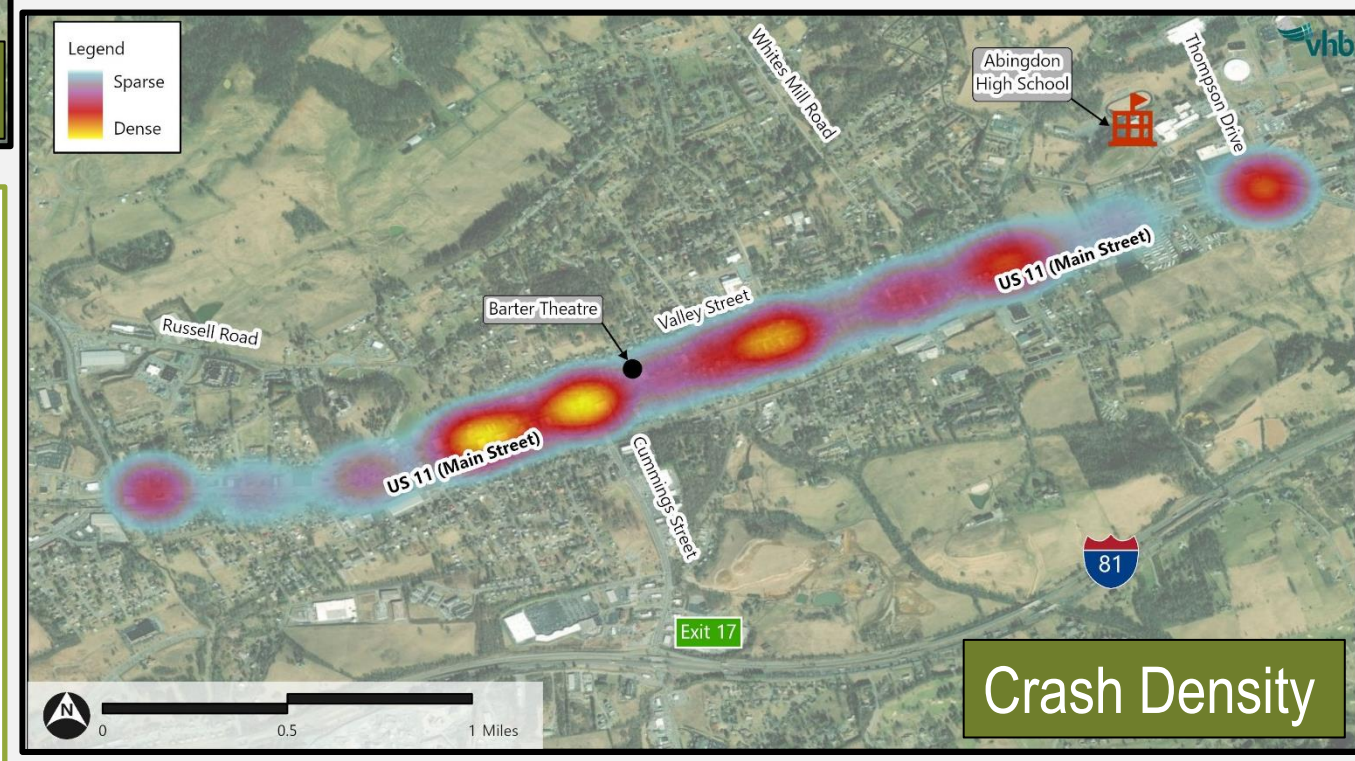 Legend
Sparse
Dense
Whites Mill Road
Abingdon
High School
Thompson Drive
vhb
US 11 (Main Street)
Valley Street
Barter Theatre
Russell Road
US 11 (Main Street)
Cummings Street
81
Exit 17
Crash Density
N
0
0.5
1 Miles